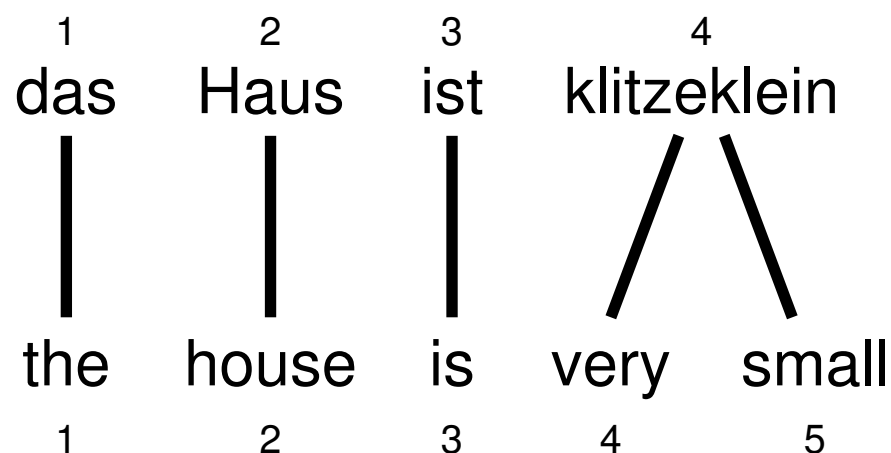 1 2 3 4
das Haus ist klitzeklein
the house is very small
1 2 3 4 5